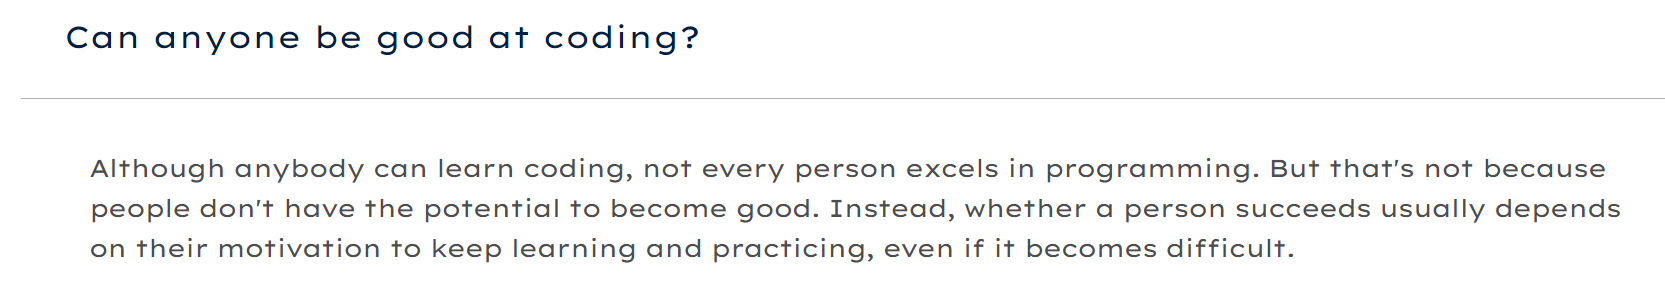 Can anyone be good at coding?
Although anybody can learn coding, not every person excels in programming. But that's not because
people don't have the potential to become good. Instead, whether a person succeeds usually depends
on their motivation to keep learning and practicing, even if it becomes difficult.